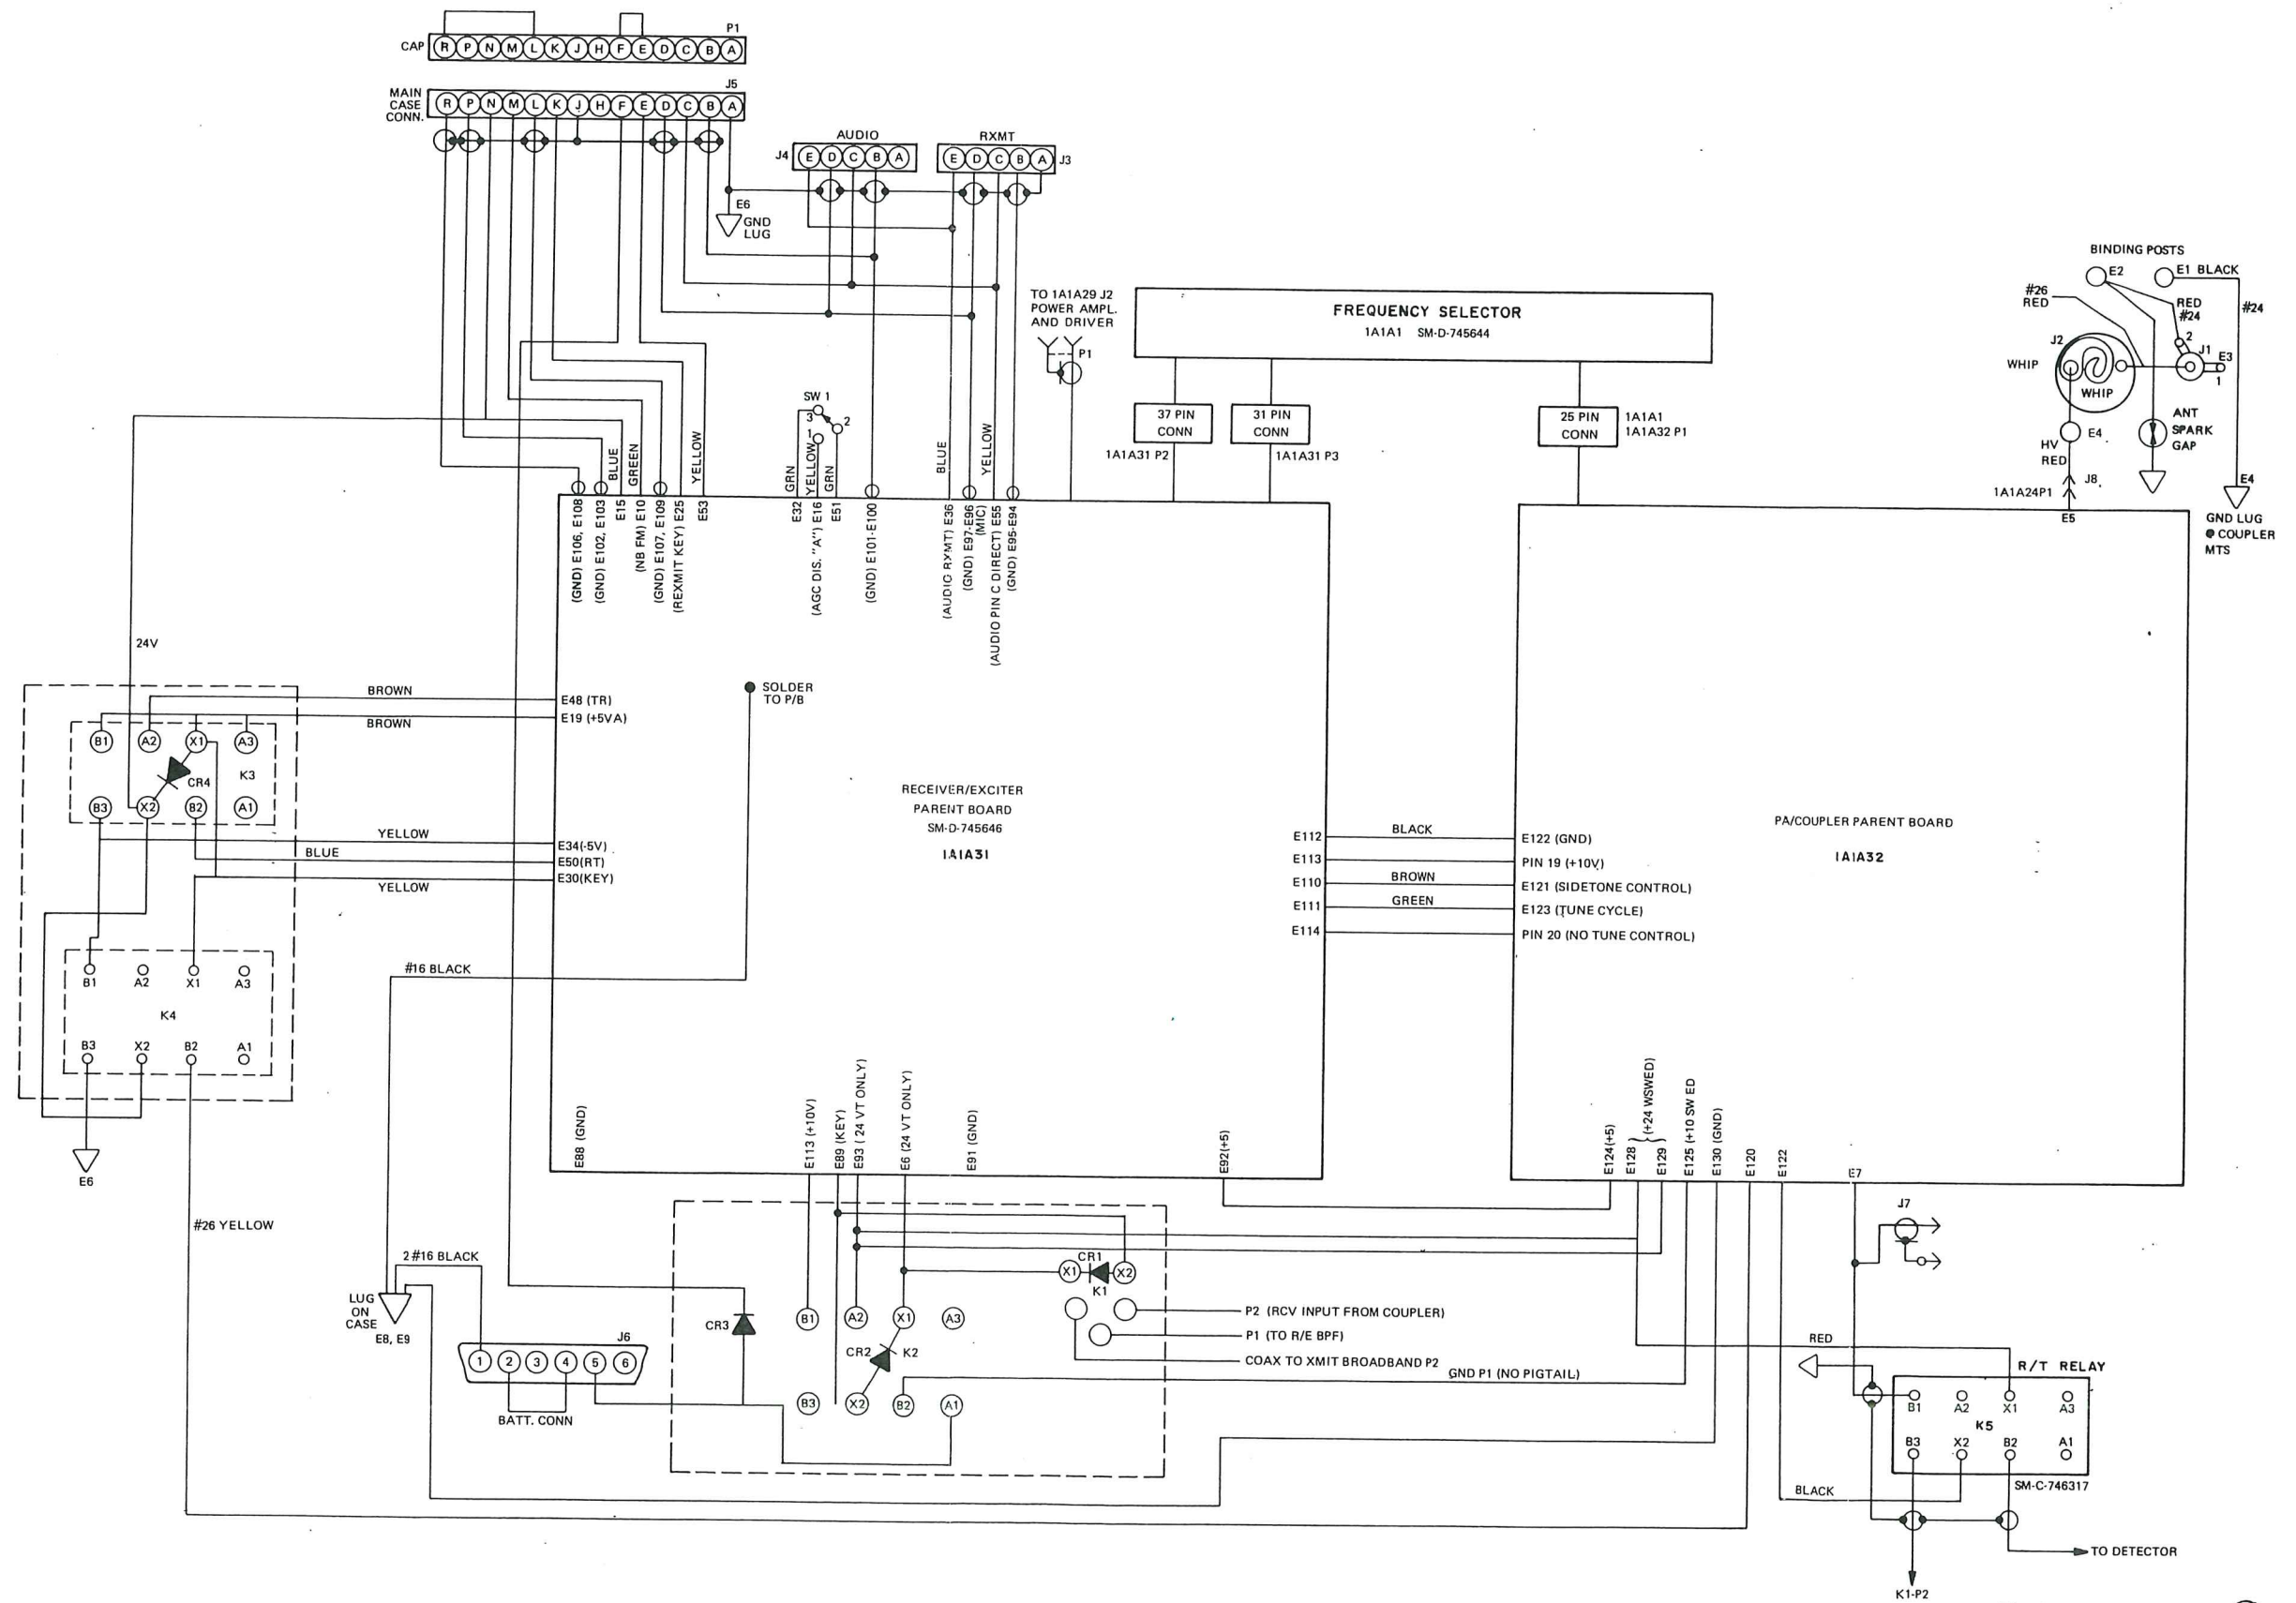 P1
CAP R P N M L K J H F E D C B A
J5
MAIN
CASE
CONN.
R P N M L K J H F E D C B A
AUDIO
J4 E D C B A
RXMT
E D C B A J3
E6
GND
LUG
TO 1A1A29 J2
POWER AMPL.
AND DRIVER
P1
FREQUENCY SELECTOR
1A1A1 SM-D-745644
37 PIN
CONN
1A1A31 P2
31 PIN
CONN
1A1A31 P3
25 PIN
CONN
1A1A1
1A1A32 P1
BINDING POSTS
E2
E1 BLACK
#26
RED
RED
#24
#24
J2
2
J1
E3
1
WHIP
WHIP
ANT
SPARK
GAP
E4
HV
RED
J8
1A1A24P1
E5
E4
GND LUG
@ COUPLER
MTS
SW 1
3
2
1
GRN
YELLOW
GRN
BLUE
GREEN
YELLOW
BLUE
YELLOW
(GND) E106, E108
(GND) E102, E103
E15
(NB FM) E10
(GND) E107, E109
(REXMIT KEY) E25
E53
E32
(AGC DIS. "A") E16
E51
(GND) E101-E100
(AUDIO RXMT) E36
(GND) E97-E96
(MIC)
(AUDIO PIN C DIRECT) E55
(GND) E95-E94
24V
BROWN
E48 (TR)
BROWN
E19 (+5VA)
SOLDER
TO P/B
B1 A2 X1 A3
CR4
K3
B3 X2 B2 A1
YELLOW
E34(-5V)
BLUE
E50(RT)
YELLOW
E30(KEY)
RECEIVER/EXCITER
PARENT BOARD
SM-D-745646
1A1A31
PA/COUPLER PARENT BOARD
1A1A32
E112 BLACK E122 (GND)
E113 PIN 19 (+10V)
E110 BROWN E121 (SIDETONE CONTROL)
E111 GREEN E123 (TUNE CYCLE)
E114 PIN 20 (NO TUNE CONTROL)
#16 BLACK
B1 A2 X1 A3
K4
B3 X2 B2 A1
E6
#26 YELLOW
E88 (GND)
E113 (+10V)
E89 (KEY)
E93 ( 24 VT ONLY)
E6 (24 VT ONLY)
E91 (GND)
E92(+5)
E124(+5)
E128
(+24 WSWED)
E129
E125 (+10 SW ED
E130 (GND)
E120
E122
E7
J7
2 #16 BLACK
LUG
ON
CASE
E8, E9
J6
1 2 3 4 5 6
BATT. CONN
CR3
B1 A2 X1 A3
CR2
K2
B3 X2 B2 A1
CR1
X1 X2
K1
P2 (RCV INPUT FROM COUPLER)
P1 (TO R/E BPF)
COAX TO XMIT BROADBAND P2
GND P1 (NO PIGTAIL)
RED
R/T RELAY
B1 A2 X1 A3
K5
B3 X2 B2 A1
SM-C-746317
BLACK
TO DETECTOR
K1-P2